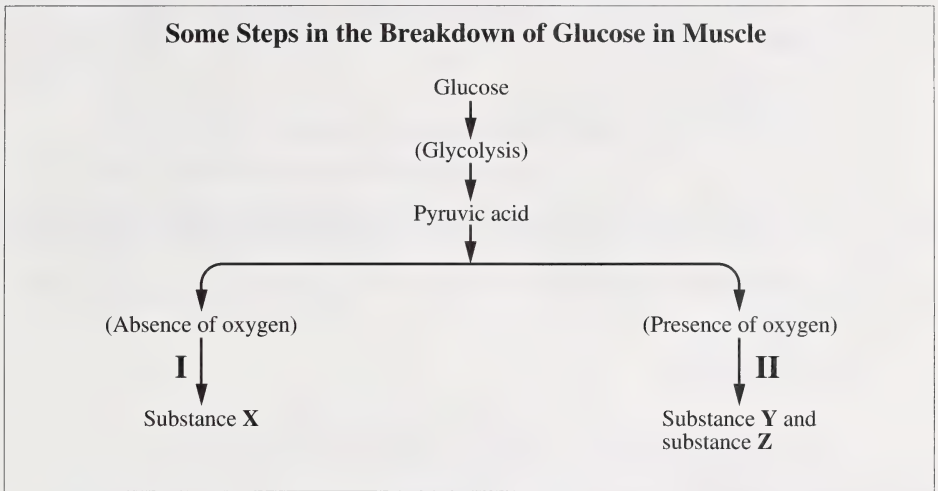 Some Steps in the Breakdown of Glucose in Muscle
Glucose
(Glycolysis)
Pyruvic acid
(Absence of oxygen)
(Presence of oxygen)
I
II
Substance X
Substance Y and
substance Z